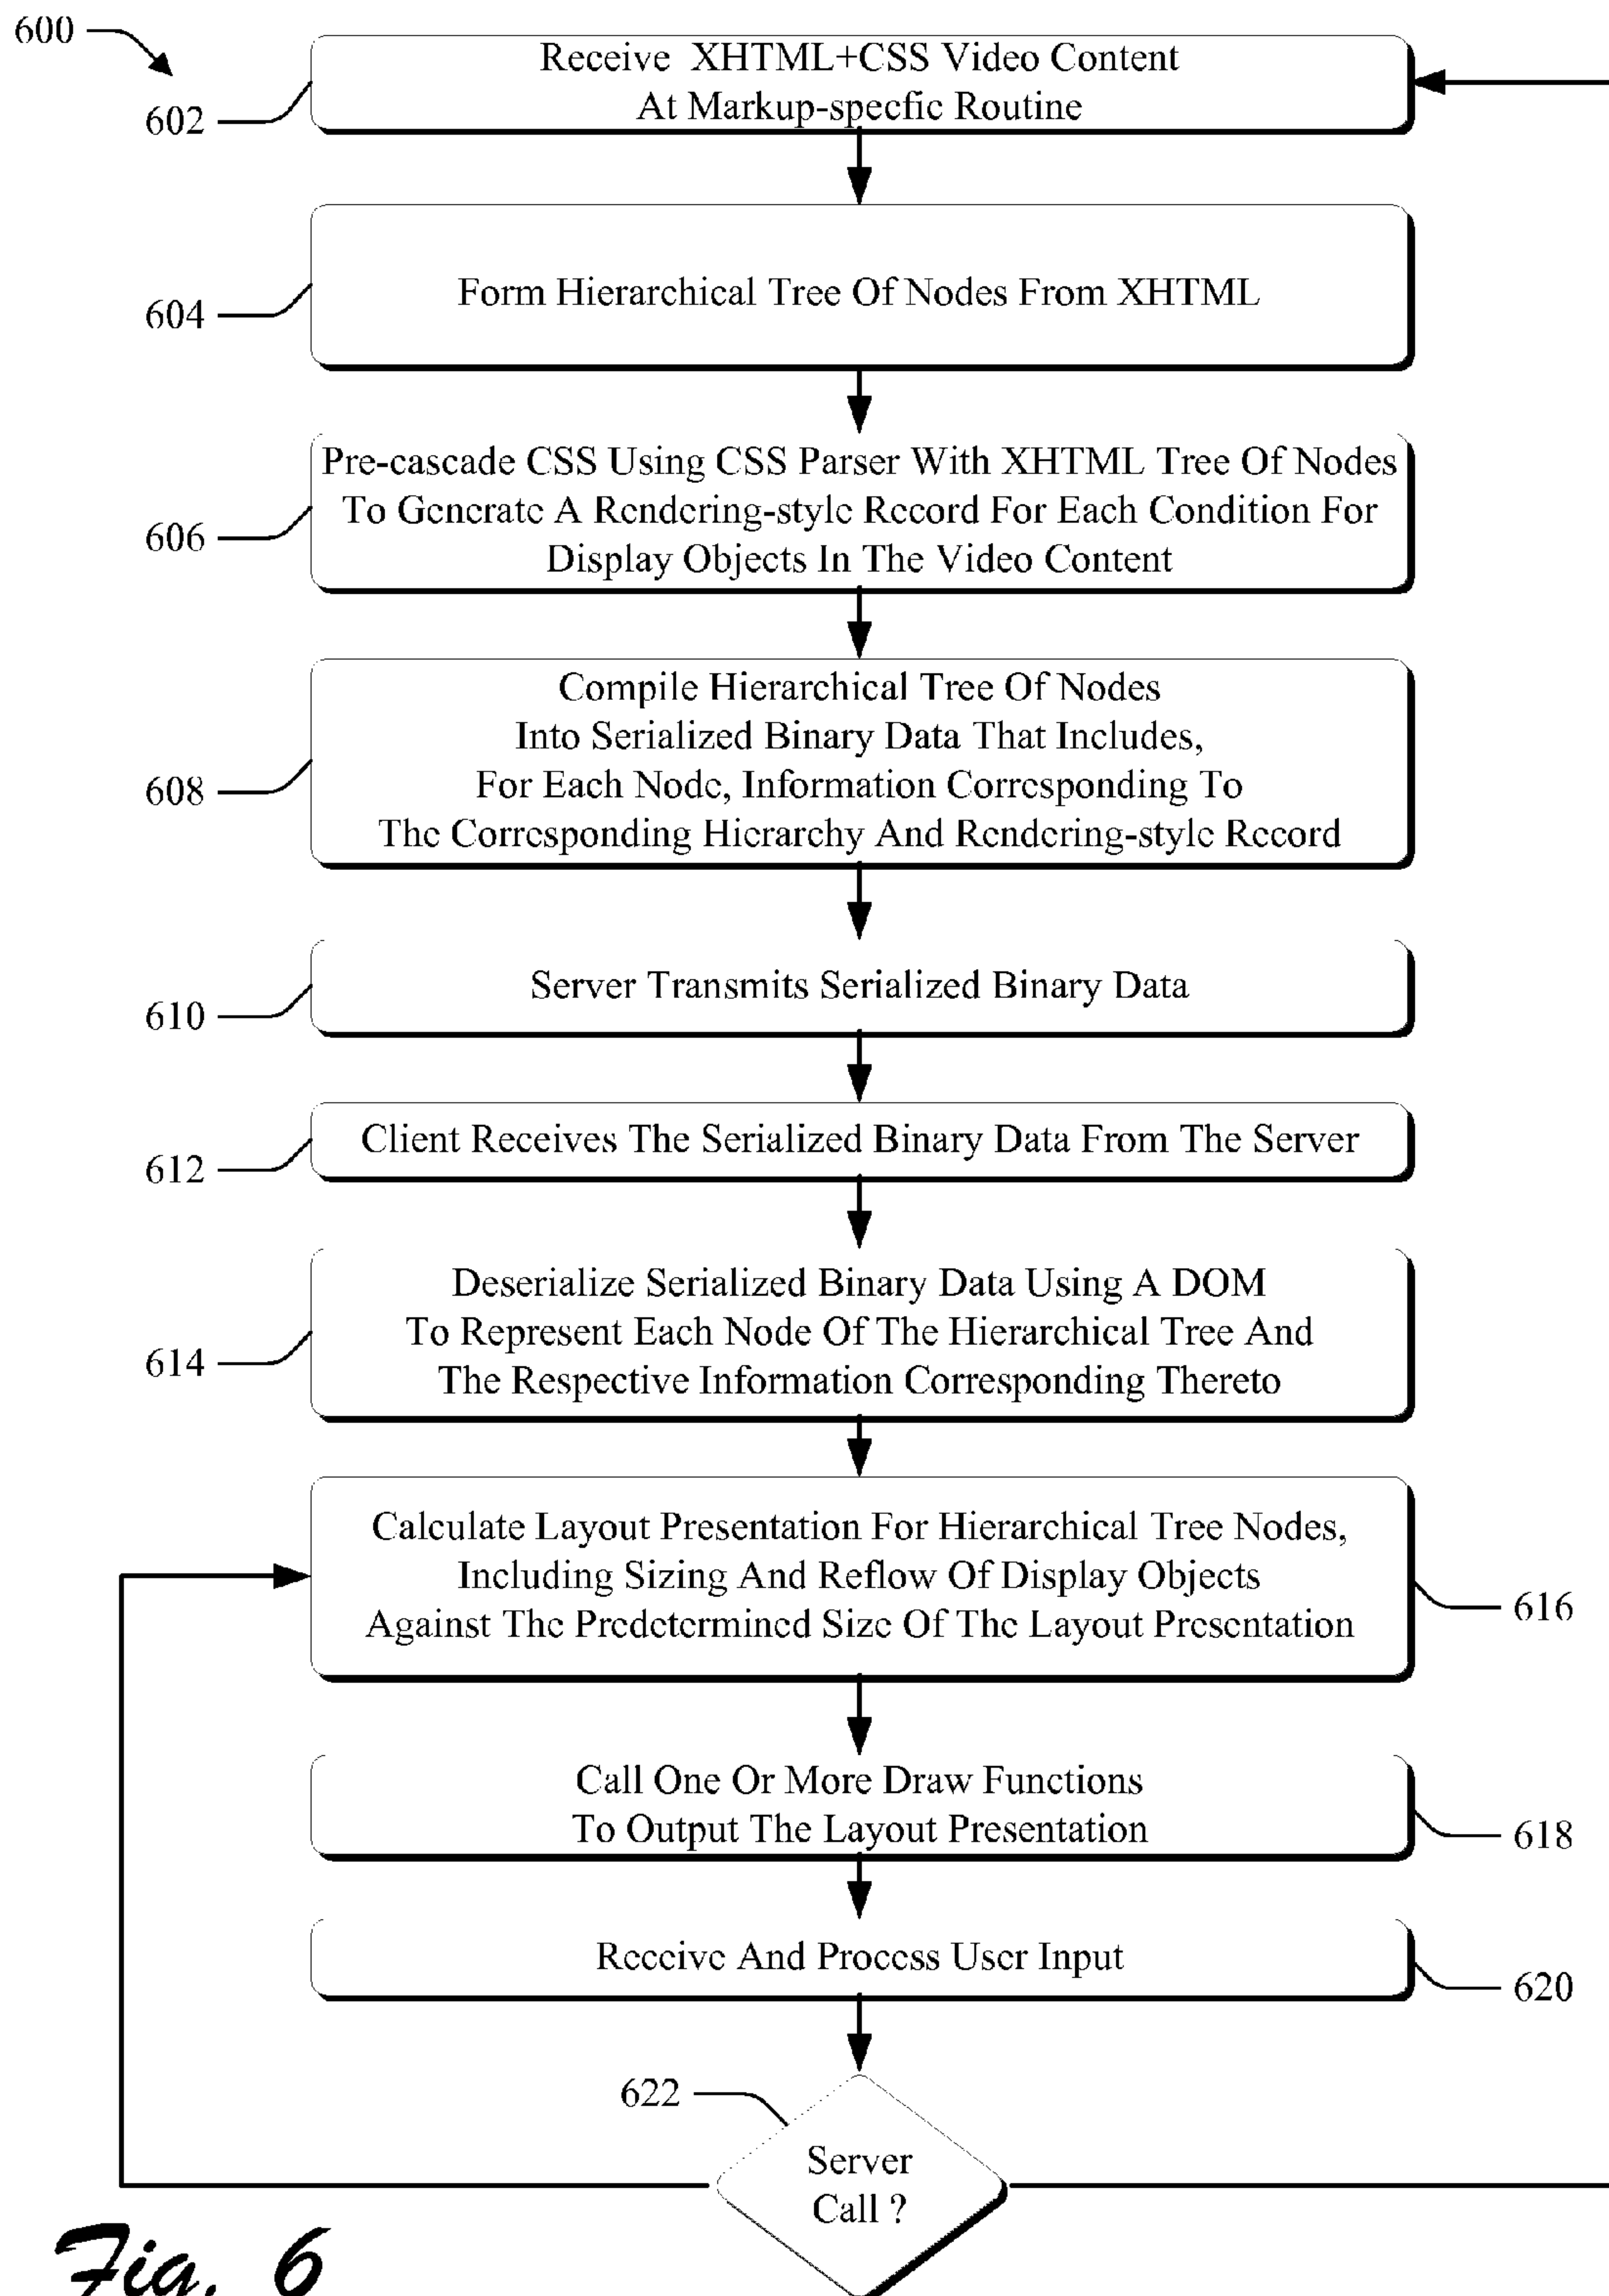 600
602
Receive XHTML+CSS Video Content
At Markup-specfic Routine
604
Form Hierarchical Tree Of Nodes From XHTML
606
Pre-cascade CSS Using CSS Parser With XHTML Tree Of Nodes
To Generate A Rendering-style Record For Each Condition For
Display Objects In The Video Content
608
Compile Hierarchical Tree Of Nodes
Into Serialized Binary Data That Includes,
For Each Node, Information Corresponding To
The Corresponding Hierarchy And Rendering-style Record
610
Server Transmits Serialized Binary Data
612
Client Receives The Serialized Binary Data From The Server
614
Deserialize Serialized Binary Data Using A DOM
To Represent Each Node Of The Hierarchical Tree And
The Respective Information Corresponding Thereto
Calculate Layout Presentation For Hierarchical Tree Nodes,
Including Sizing And Reflow Of Display Objects
Against The Predetermined Size Of The Layout Presentation
616
Call One Or More Draw Functions
To Output The Layout Presentation
618
Receive And Process User Input
620
622
Server
Call ?
Fig. 6